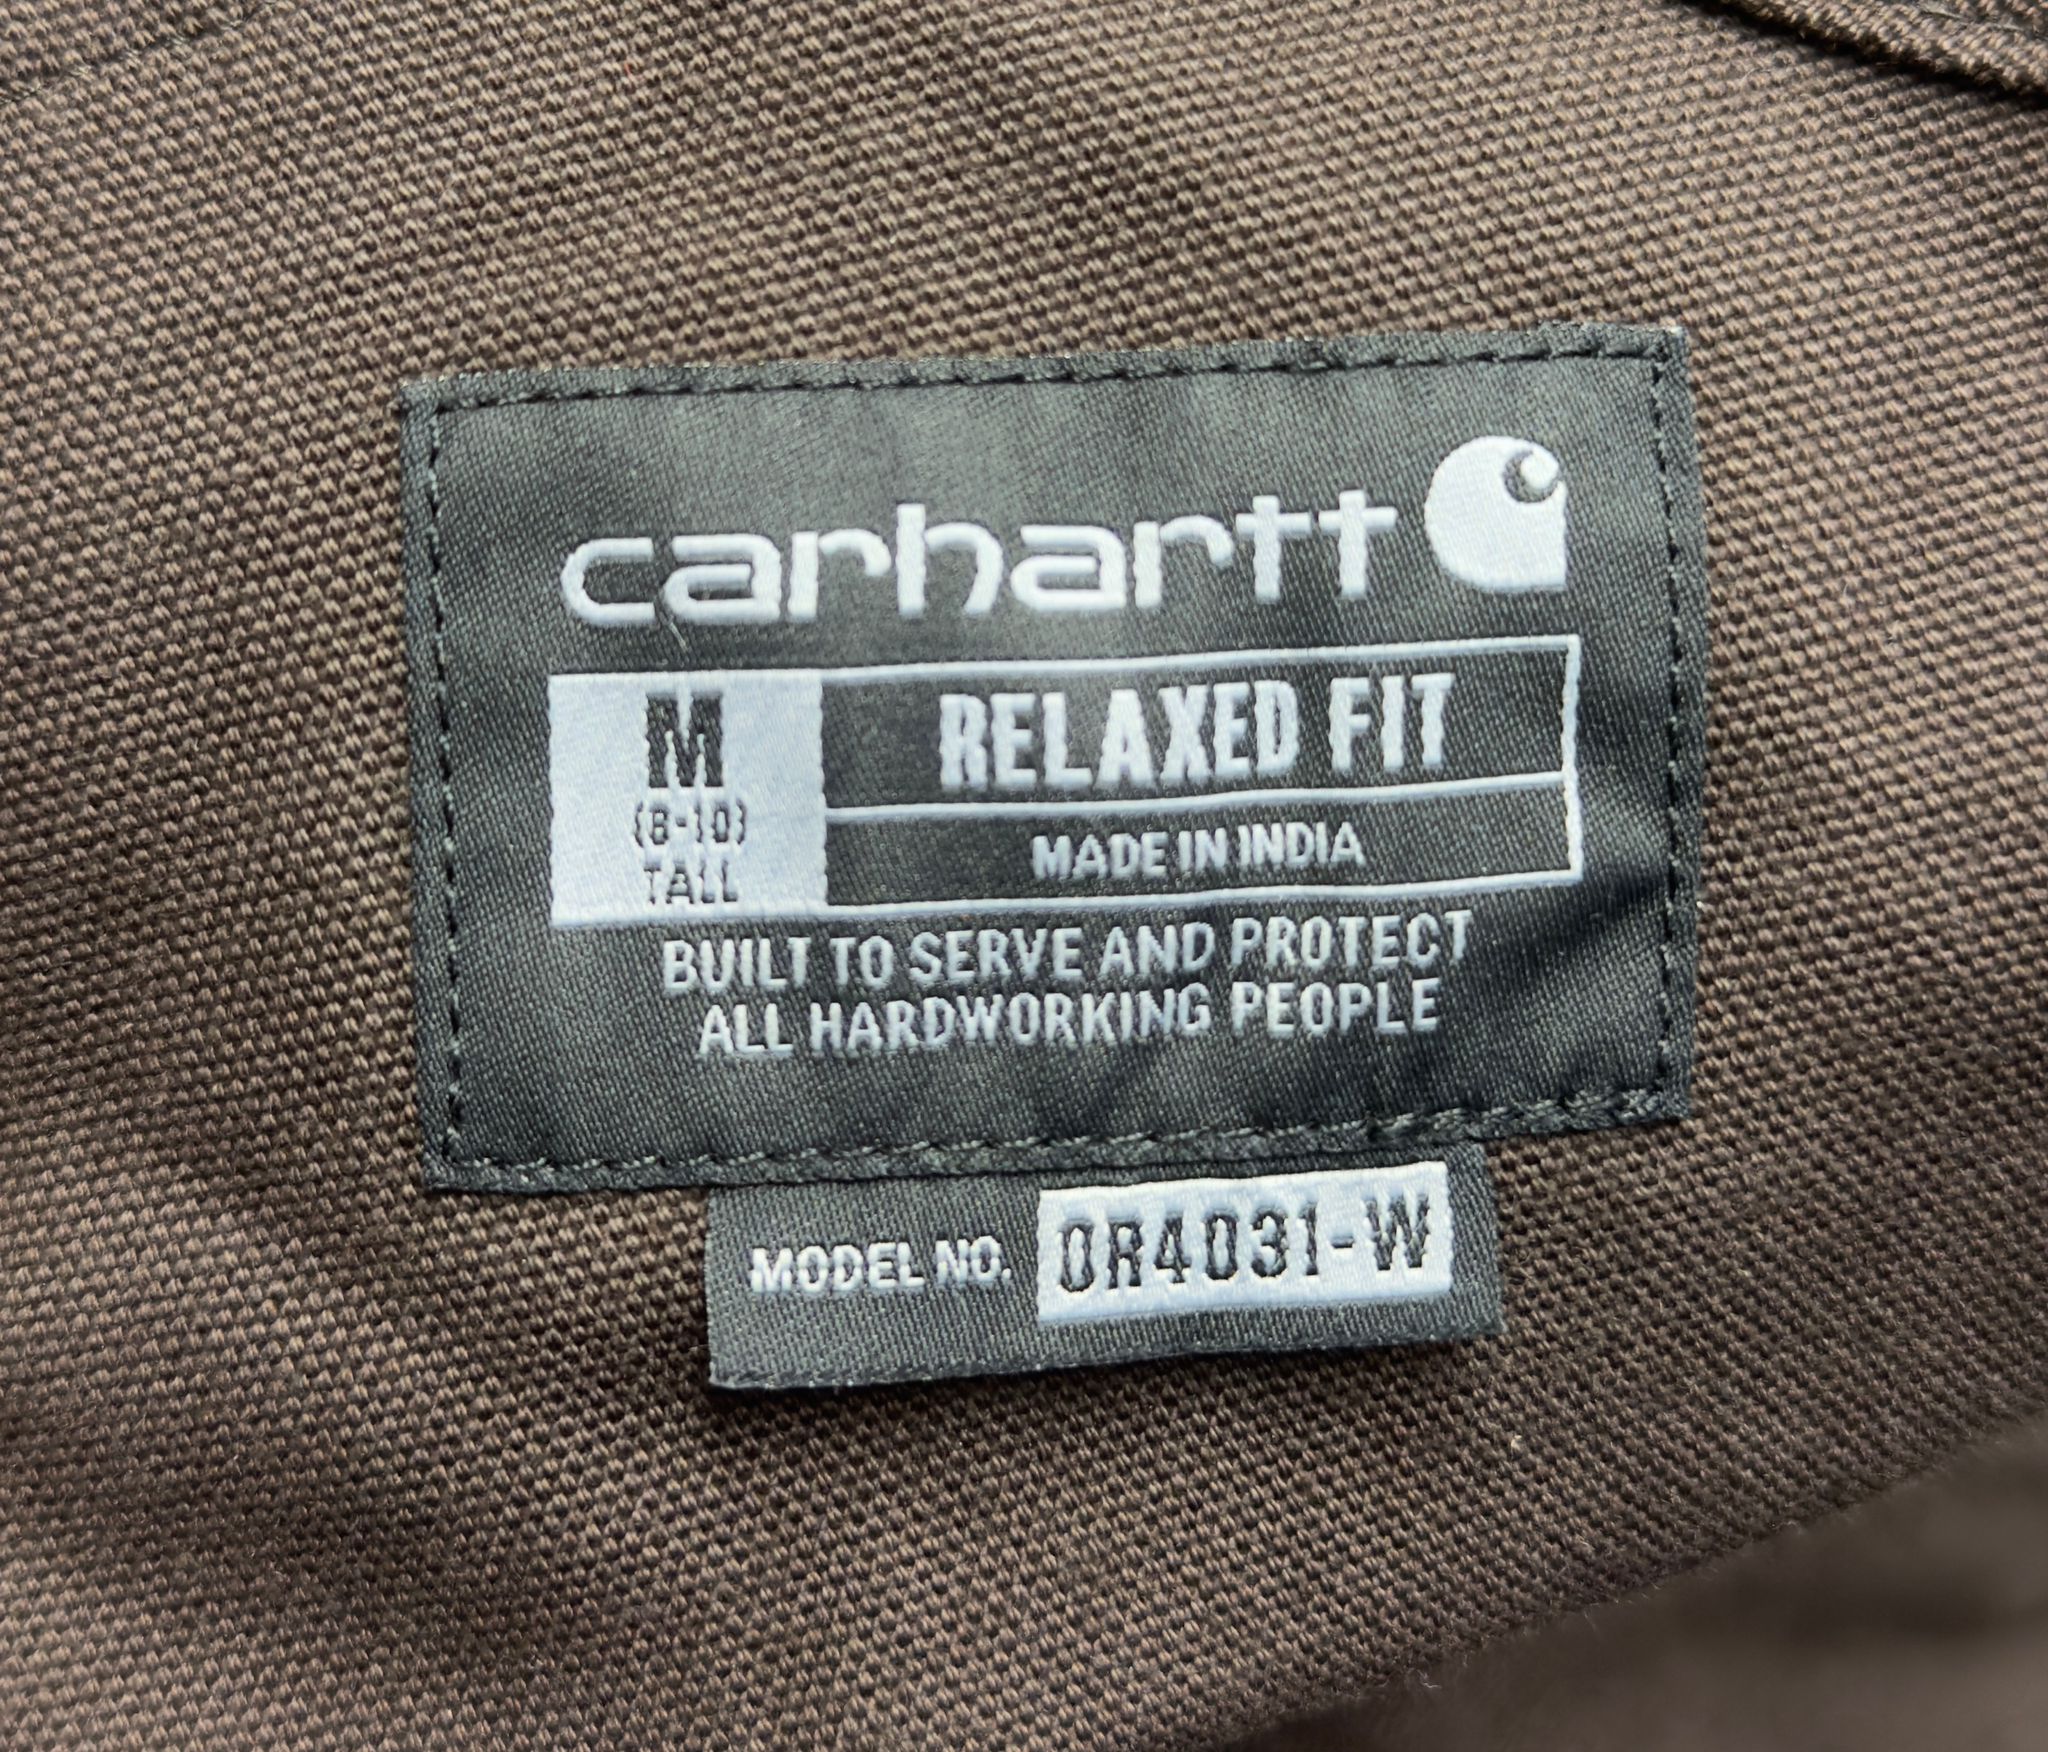 carhartt
M
(8-10)
TALL
RELAXED FIT
MADE IN INDIA
BUILT TO SERVE AND PROTECT
ALL HARDWORKING PEOPLE
MODEL NO. OR4031-W